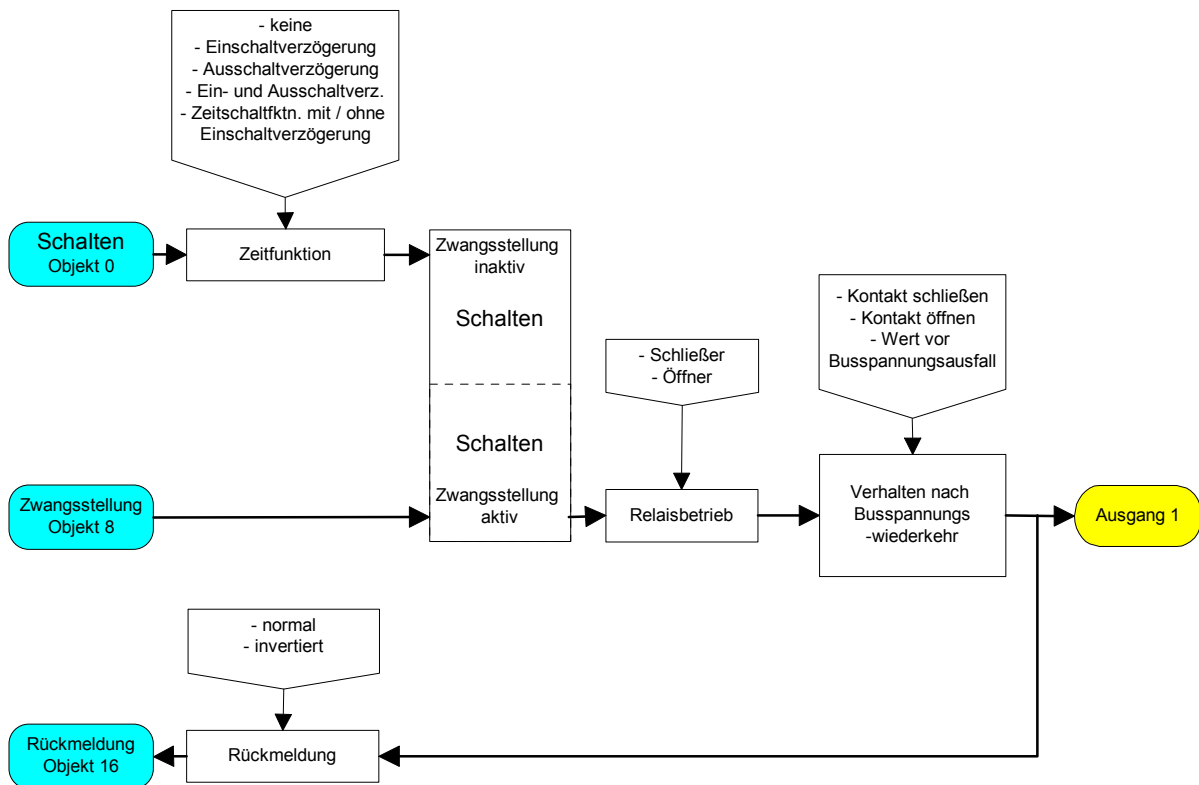 - keine
- Einschaltverzögerung
- Ausschaltverzögerung
- Ein- und Ausschaltverz.
- Zeitschaltfktn. mit / ohne
Einschaltverzögerung
Schalten
Objekt 0
Zeitfunktion
Zwangsstellung
inaktiv
Schalten
- Kontakt schließen
- Kontakt öffnen
- Wert vor
Busspannungsausfall
- Schließer
- Öffner
Schalten
Zwangsstellung
aktiv
Zwangsstellung
Objekt 8
Relaisbetrieb
Verhalten nach
Busspannungs
-wiederkehr
Ausgang 1
- normal
- invertiert
Rückmeldung
Objekt 16
Rückmeldung